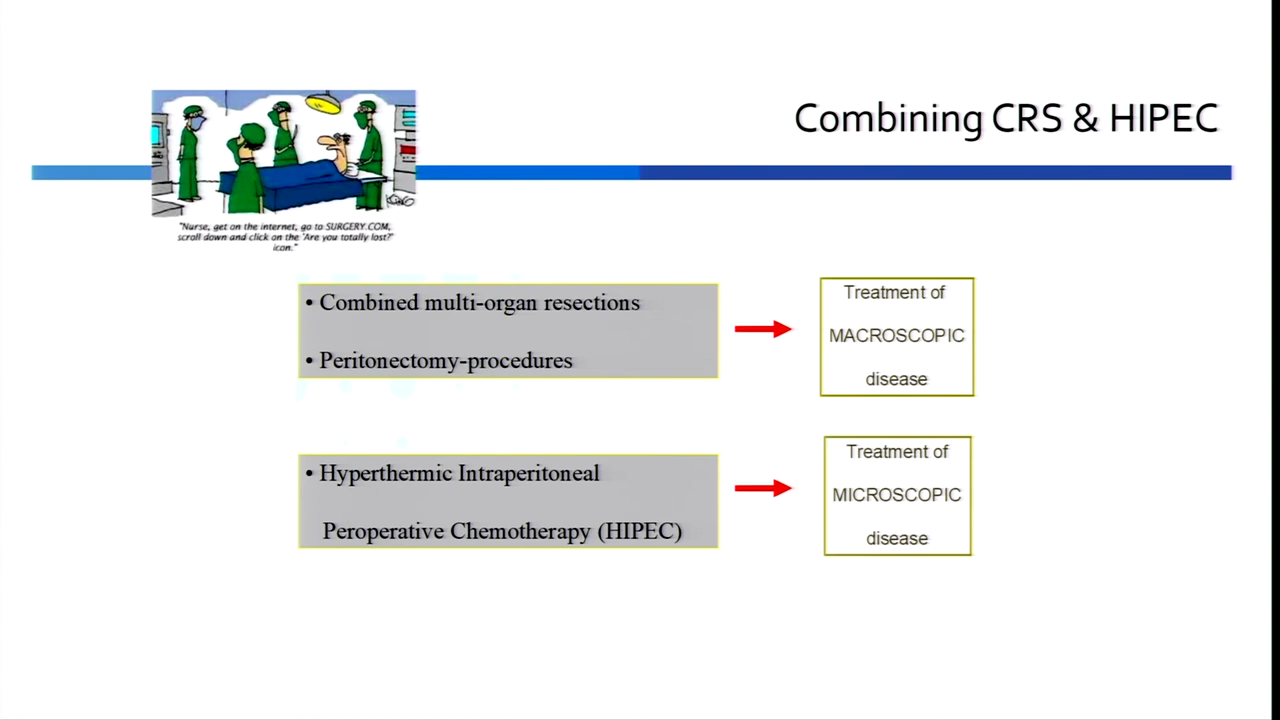 Combining CRS & HIPEC
"Nurse, get on the internet, go to SURGERY.COM,
scroll down and click on the 'Are you totally lost?'
icon."
• Combined multi-organ resections
• Peritonectomy-procedures
Treatment of
MACROSCOPIC
disease
• Hyperthermic Intraperitoneal
Peroperative Chemotherapy (HIPEC)
Treatment of
MICROSCOPIC
disease